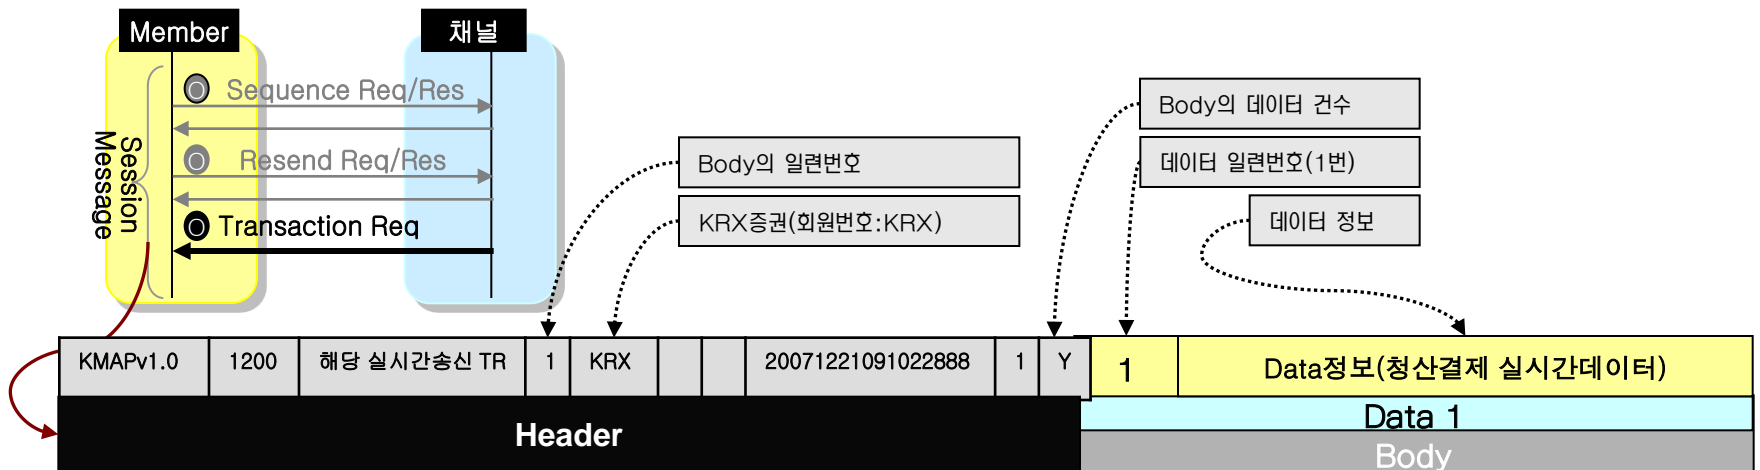 Member
채널
O Sequence Req/Res
O Resend Req/Res
O Transaction Req
Sesssion
Messsage
Body의 일련번호
KRX증권(회원번호:KRX)
Body의 데이터 건수
데이터 일련번호(1번)
데이터 정보
KMAPv1.0 1200 해당 실시간송신 TR 1 KRX 20071221091022888 1 Y 1 Data정보(청산결제 실시간데이터)
Header
Data 1
Body